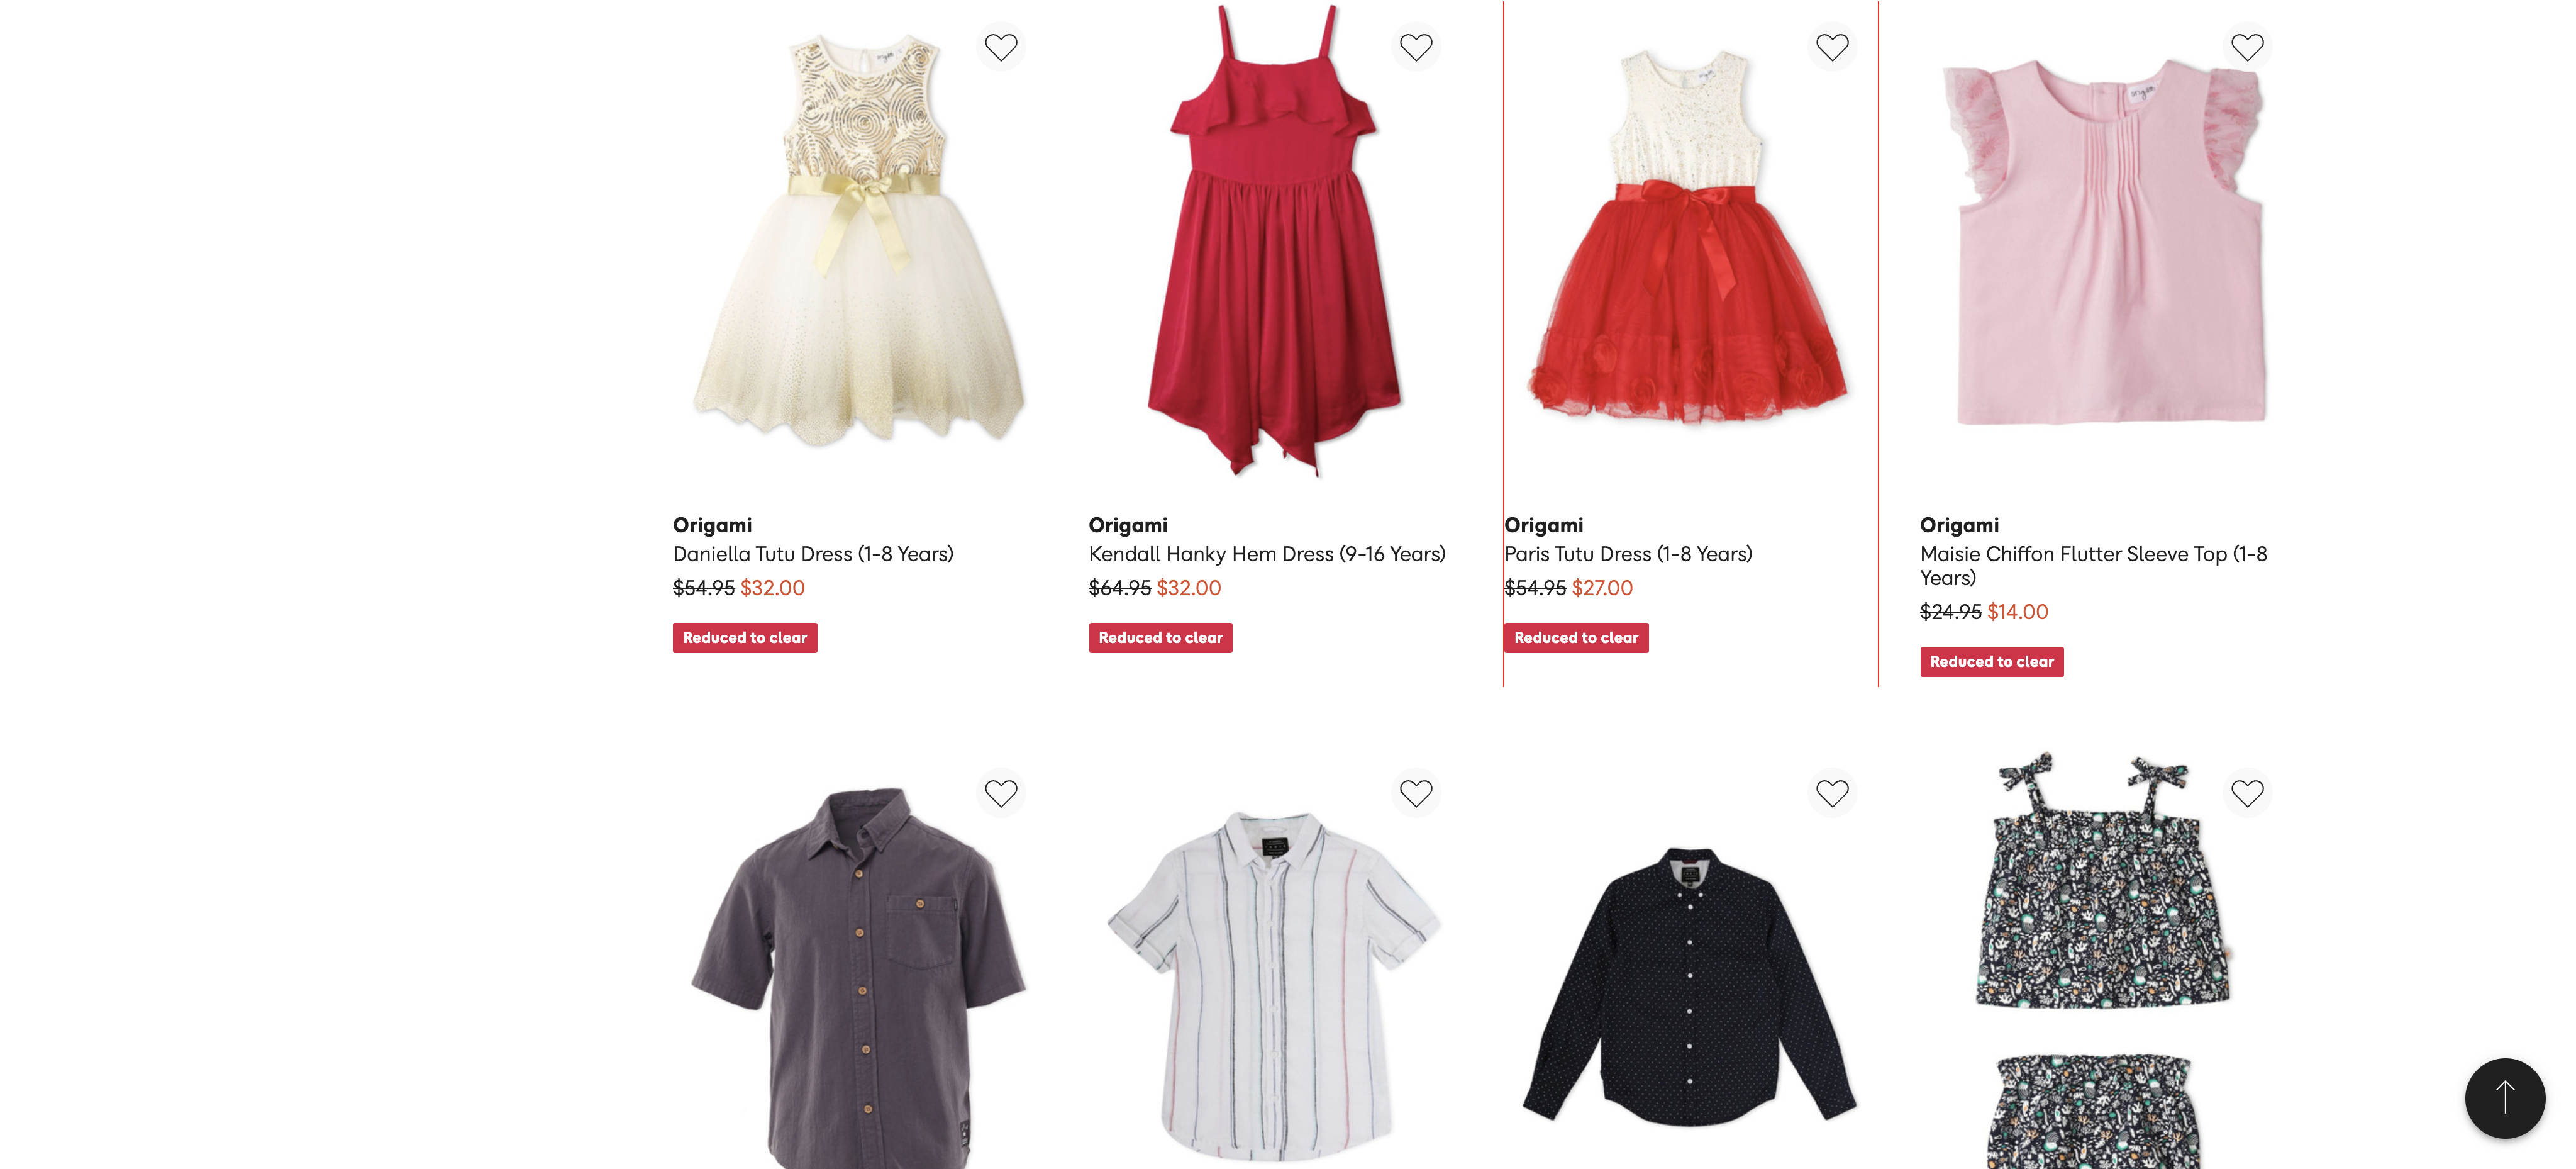 Origami
Daniella Tutu Dress (1-8 Years)
$54.95 $32.00
Reduced to clear
Origami
Kendall Hanky Hem Dress (9-16 Years)
$64.95 $32.00
Reduced to clear
Origami
Paris Tutu Dress (1-8 Years)
$54.95 $27.00
Reduced to clear
Origami
Maisie Chiffon Flutter Sleeve Top (1-8
Years)
$24.95 $14.00
Reduced to clear